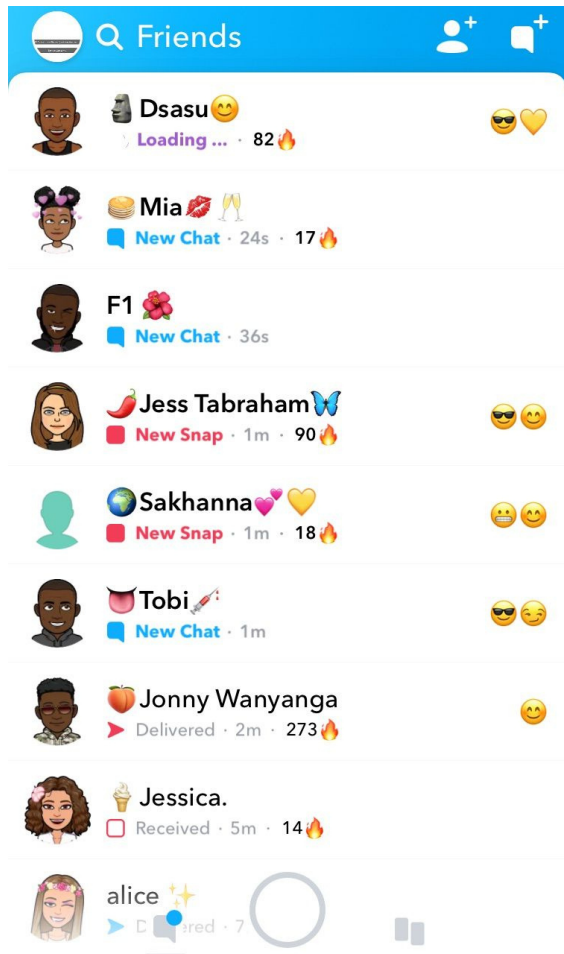 Friends
🗿Dsasu😊
Loading ... · 82🔥
🥞Mia💋🥂
New Chat · 24s · 17🔥
F1 🌺
New Chat · 36s
🌶️Jess Tabraham🦋
New Snap · 1m · 90🔥
🌍Sakhanna💕💛
New Snap · 1m · 18🔥
👅Tobi💉
New Chat · 1m
🍑Jonny Wanyanga
Delivered · 2m · 273🔥
🍦Jessica.
Received · 5m · 14🔥
alice ✨